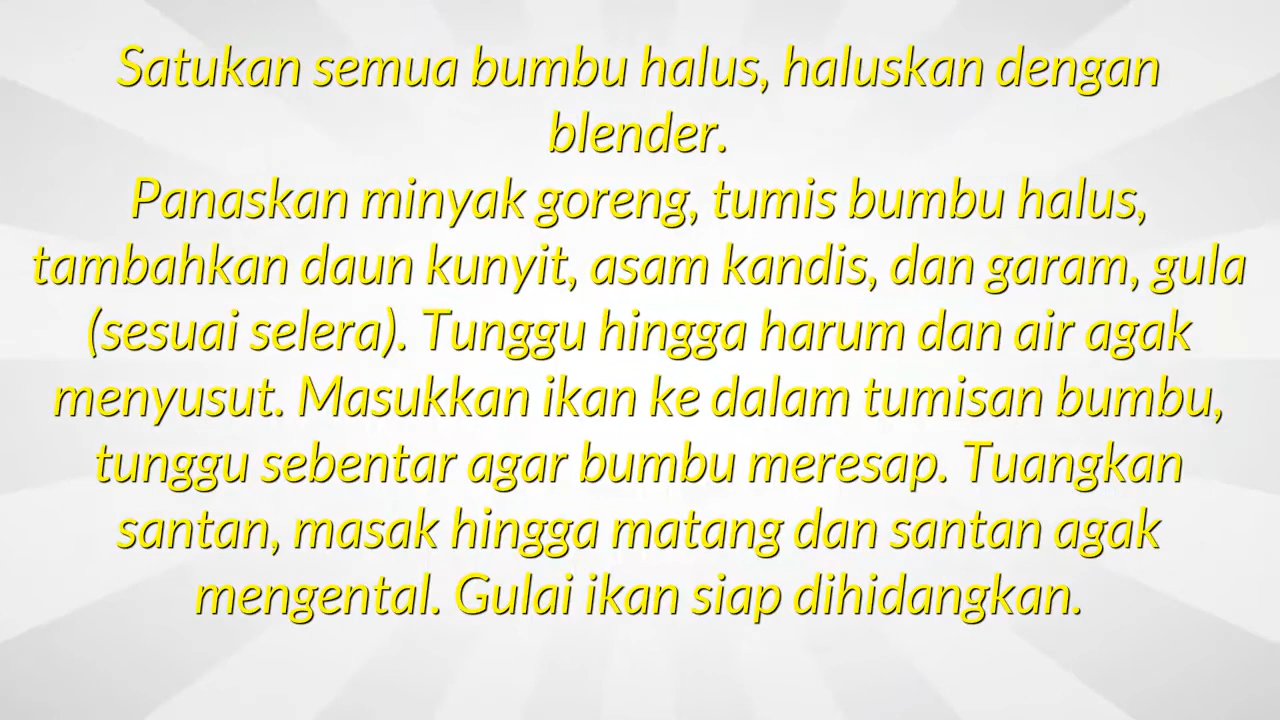 Satukan semua bumbu halus, haluskan dengan
blender.
Panaskan minyak goreng, tumis bumbu halus,
tambahkan daun kunyit, asam kandis, dan garam, gula
(sesuai selera). Tunggu hingga harum dan air agak
menyusut. Masukkan ikan ke dalam tumisan bumbu,
tunggu sebentar agar bumbu meresap. Tuangkan
santan, masak hingga matang dan santan agak
mengental. Gulai ikan siap dihidangkan.